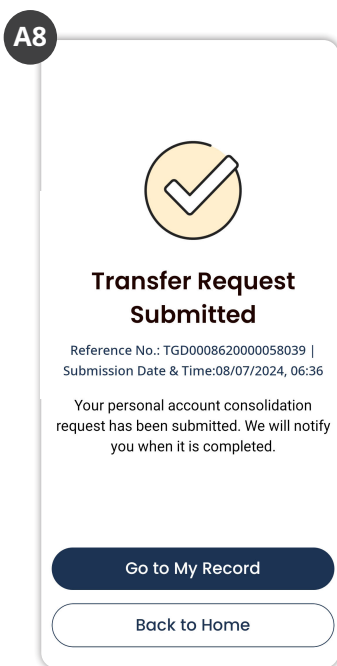 A8
Transfer Request
Submitted
Reference No.: TGD0008620000058039 |
Submission Date & Time:08/07/2024, 06:36
Your personal account consolidation
request has been submitted. We will notify
you when it is completed.
Go to My Record
Back to Home